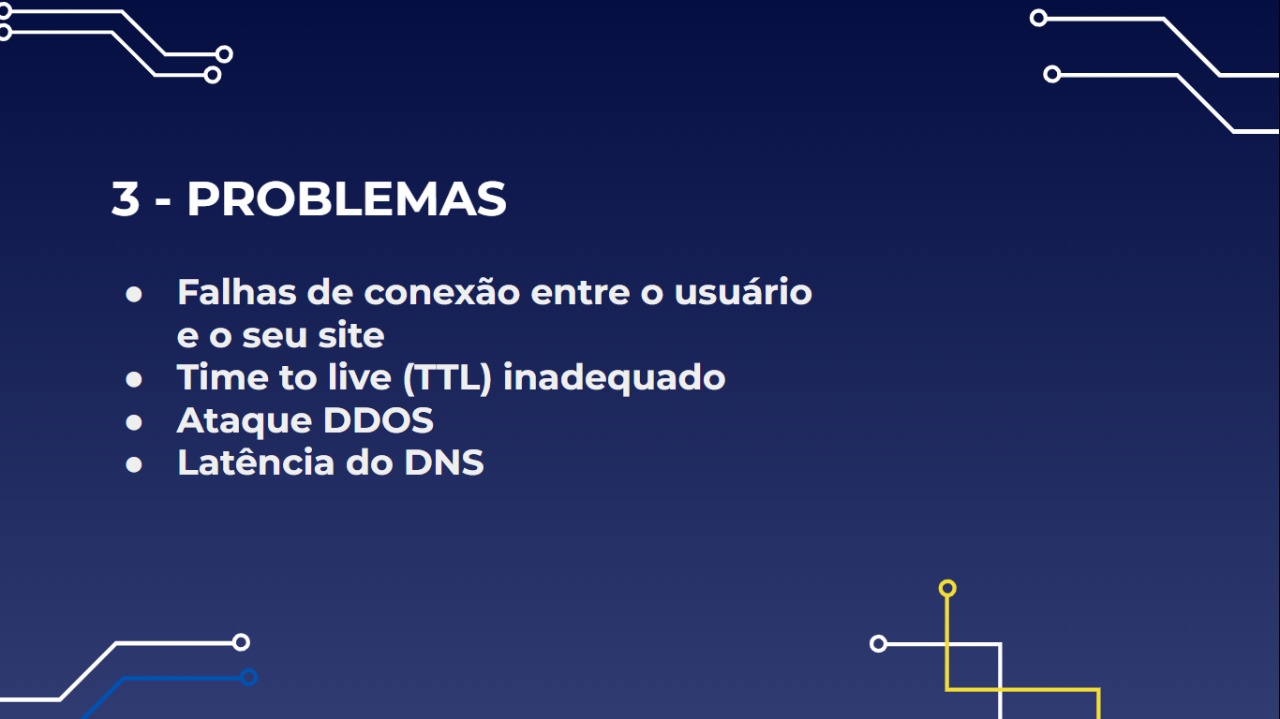 3 - PROBLEMAS
● Falhas de conexão entre o usuário
e o seu site
● Time to live (TTL) inadequado
● Ataque DDOS
● Latência do DNS